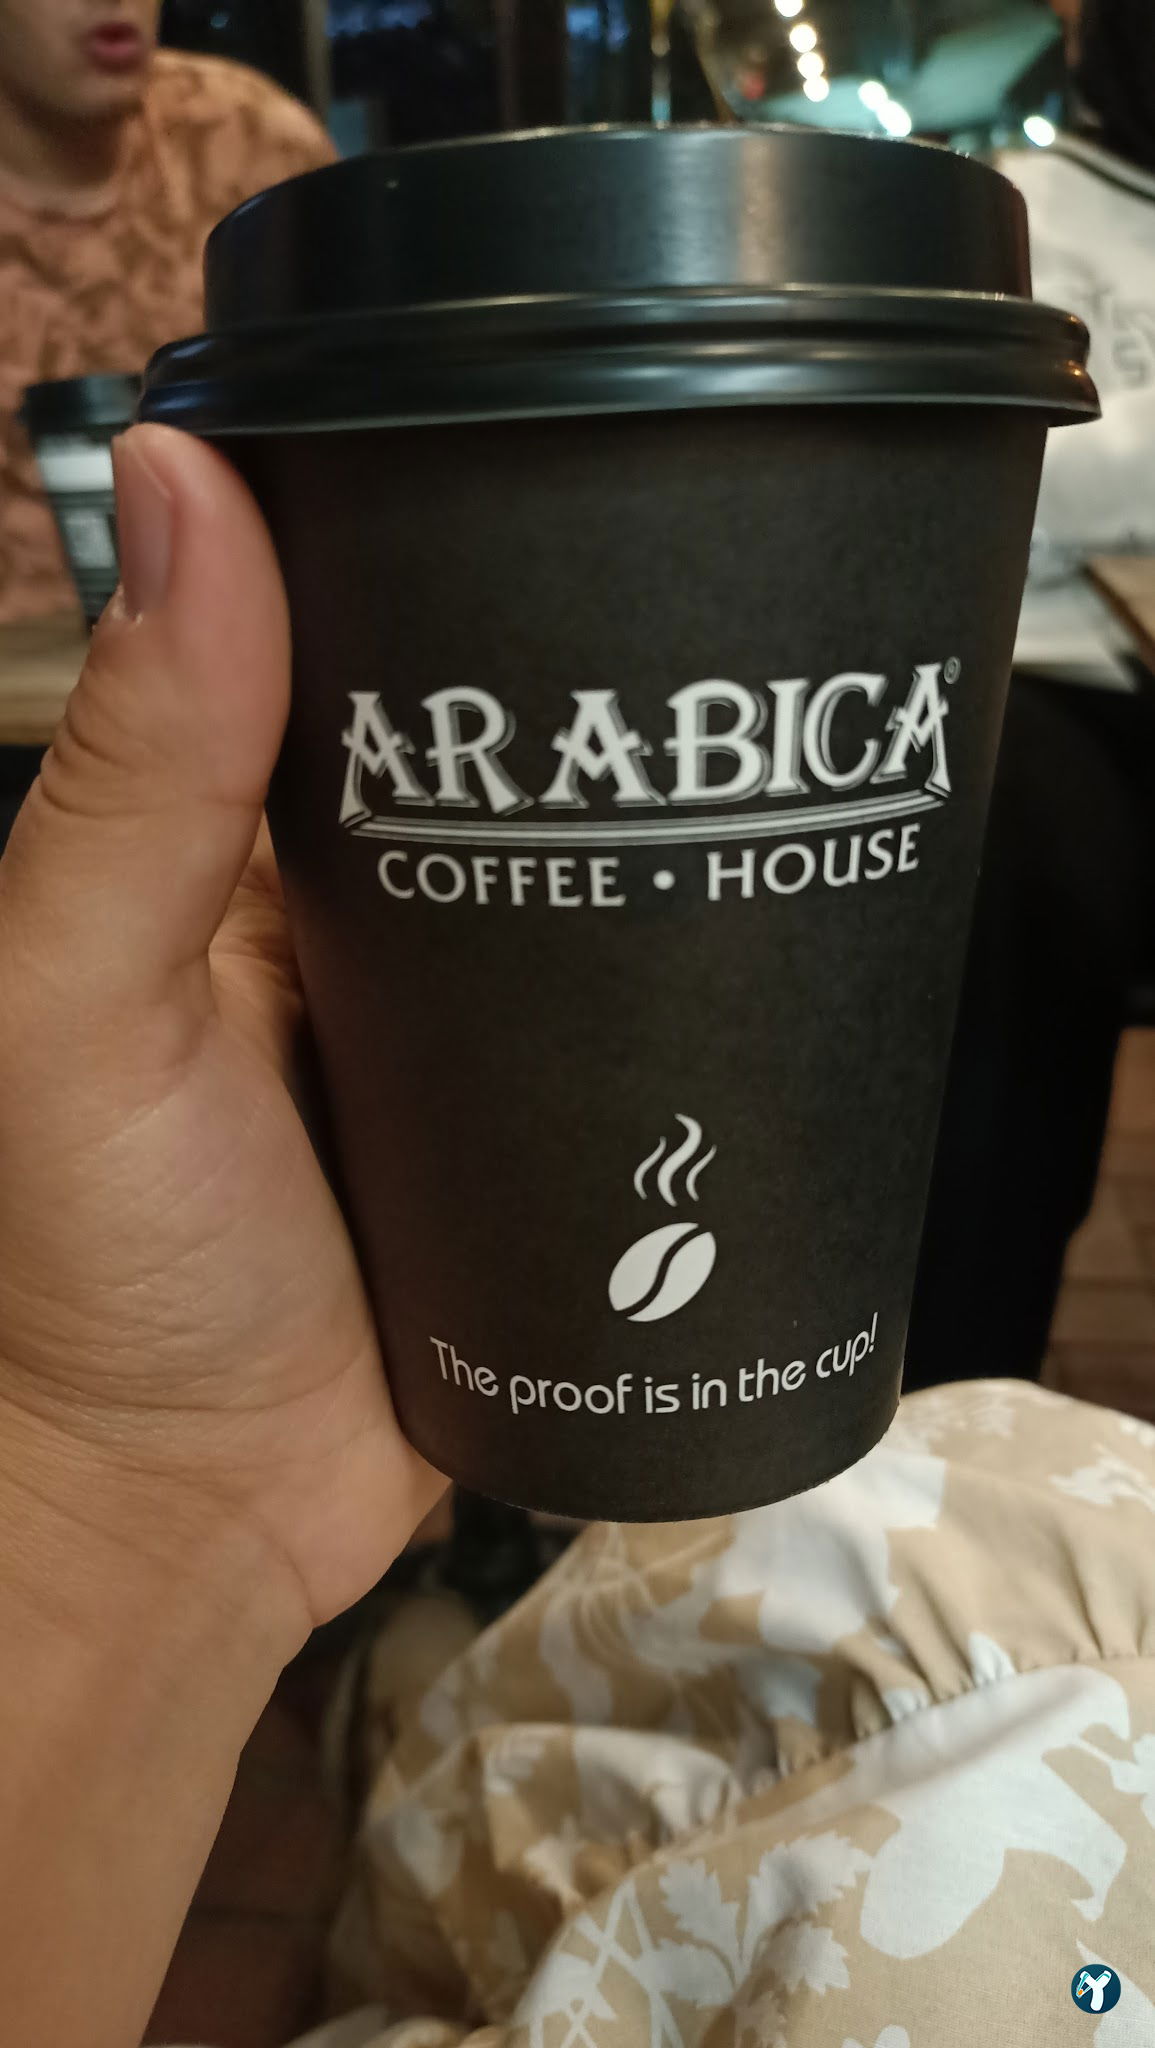 ARABICA
COFFEE • HOUSE
The proof is in the cup!